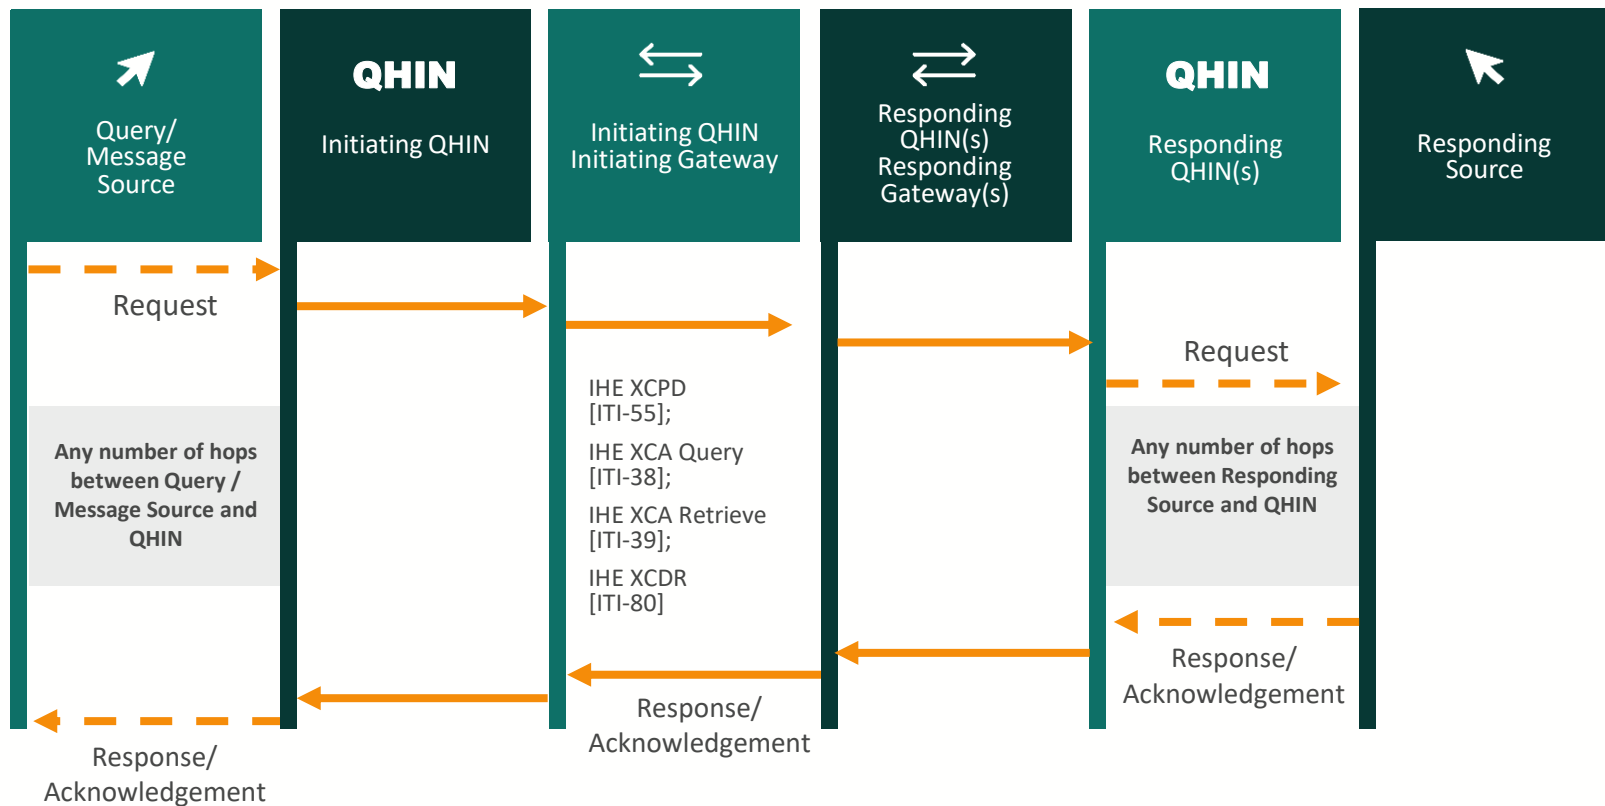 Query/
Message
Source
QHIN
Initiating QHIN
Initiating QHIN
Initiating Gateway
Responding
QHIN(s)
Responding
Gateway(s)
QHIN
Responding
QHIN(s)
Responding
Source
Request
Request
IHE XCPD
[ITI-55];
IHE XCA Query
[ITI-38];
IHE XCA Retrieve
[ITI-39];
IHE XCDR
[ITI-80]
Any number of hops
between Query /
Message Source and
QHIN
Any number of hops
between Responding
Source and QHIN
Response/
Acknowledgement
Response/
Acknowledgement
Response/
Acknowledgement